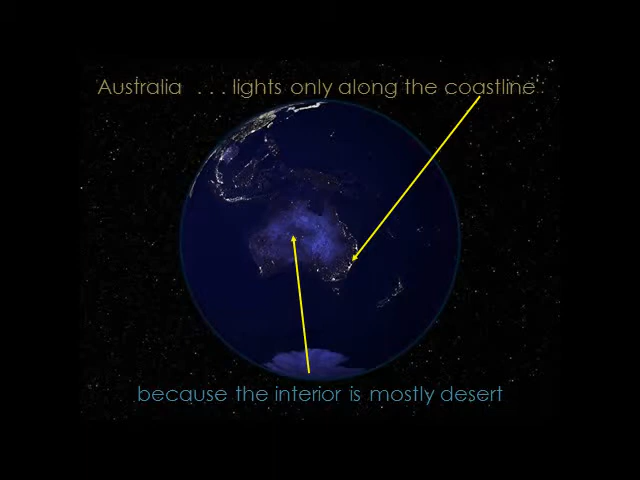 Australia . . . lights only along the coastline
because the interior is mostly desert